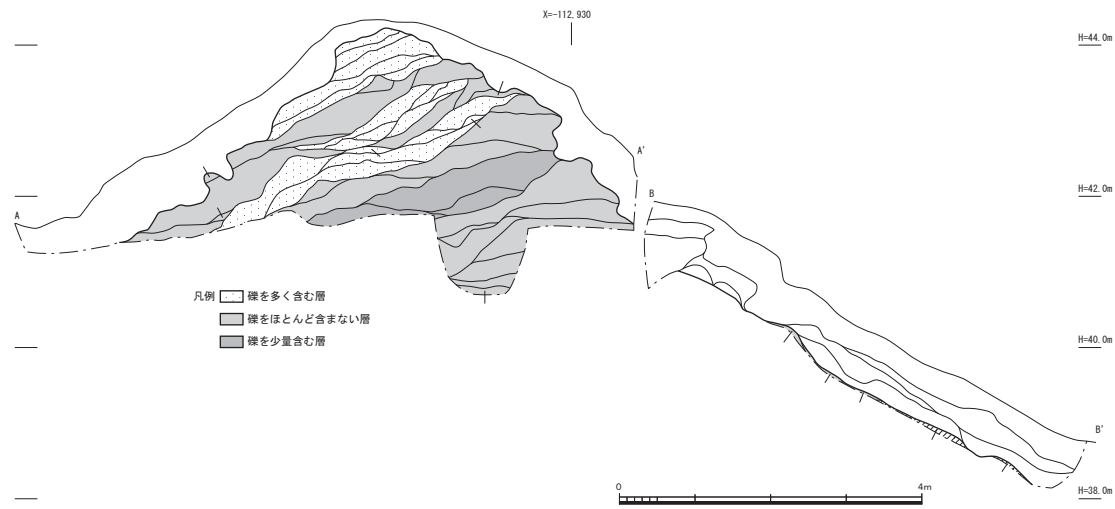 X=-112,930
H=44.0m
A'
B
H=42.0m
A
凡例 礫を多く含む層
礫をほとんど含まない層
礫を少量含む層
H=40.0m
B'
0 4m
H=38.0m